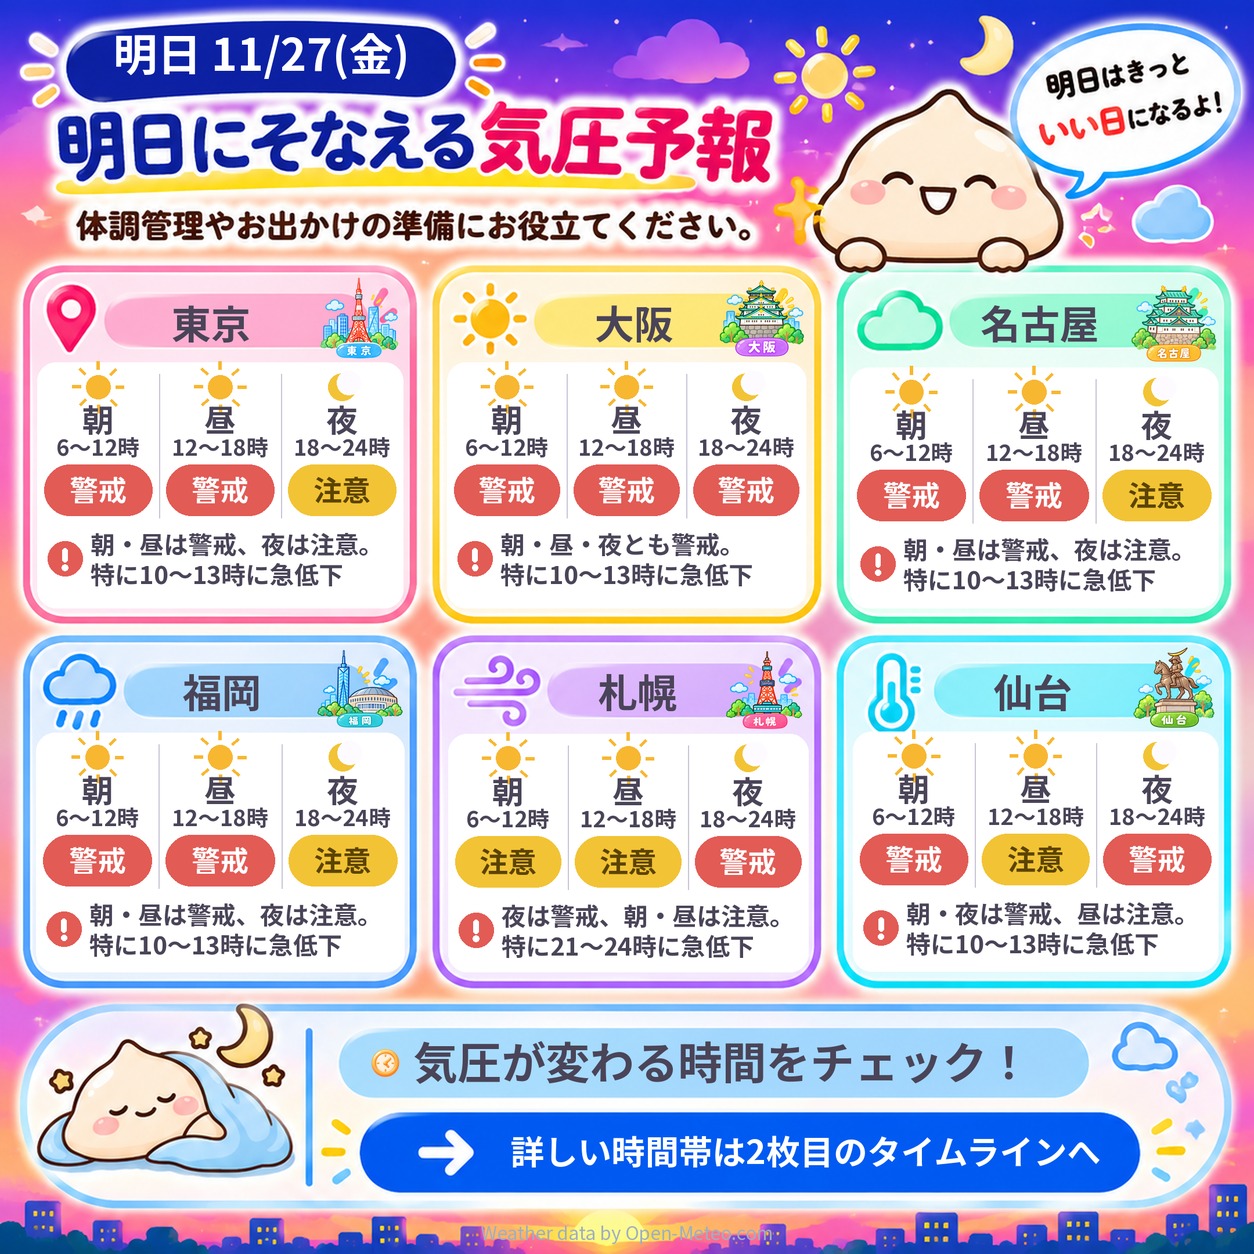 明日 11/27(金)
明日にそなえる気圧予報
体調管理やお出かけの準備にお役立てください。
明日はきっと
いい日になるよ!
東京
東京
朝 昼 夜
6〜12時 12〜18時 18〜24時
警戒 警戒 注意
朝・昼は警戒、夜は注意。
特に10〜13時に急低下
大阪
大阪
朝 昼 夜
6〜12時 12〜18時 18〜24時
警戒 警戒 警戒
朝・昼・夜とも警戒。
特に10〜13時に急低下
名古屋
名古屋
朝 昼 夜
6〜12時 12〜18時 18〜24時
警戒 警戒 注意
朝・昼は警戒、夜は注意。
特に10〜13時に急低下
福岡
福岡
朝 昼 夜
6〜12時 12〜18時 18〜24時
警戒 警戒 注意
朝・昼は警戒、夜は注意。
特に10〜13時に急低下
札幌
札幌
朝 昼 夜
6〜12時 12〜18時 18〜24時
注意 注意 警戒
夜は警戒、朝・昼は注意。
特に21〜24時に急低下
仙台
仙台
朝 昼 夜
6〜12時 12〜18時 18〜24時
警戒 注意 警戒
朝・夜は警戒、昼は注意。
特に10〜13時に急低下
気圧が変わる時間をチェック！
詳しい時間帯は2枚目のタイムラインへ
Weather data by Open-Meteo.com